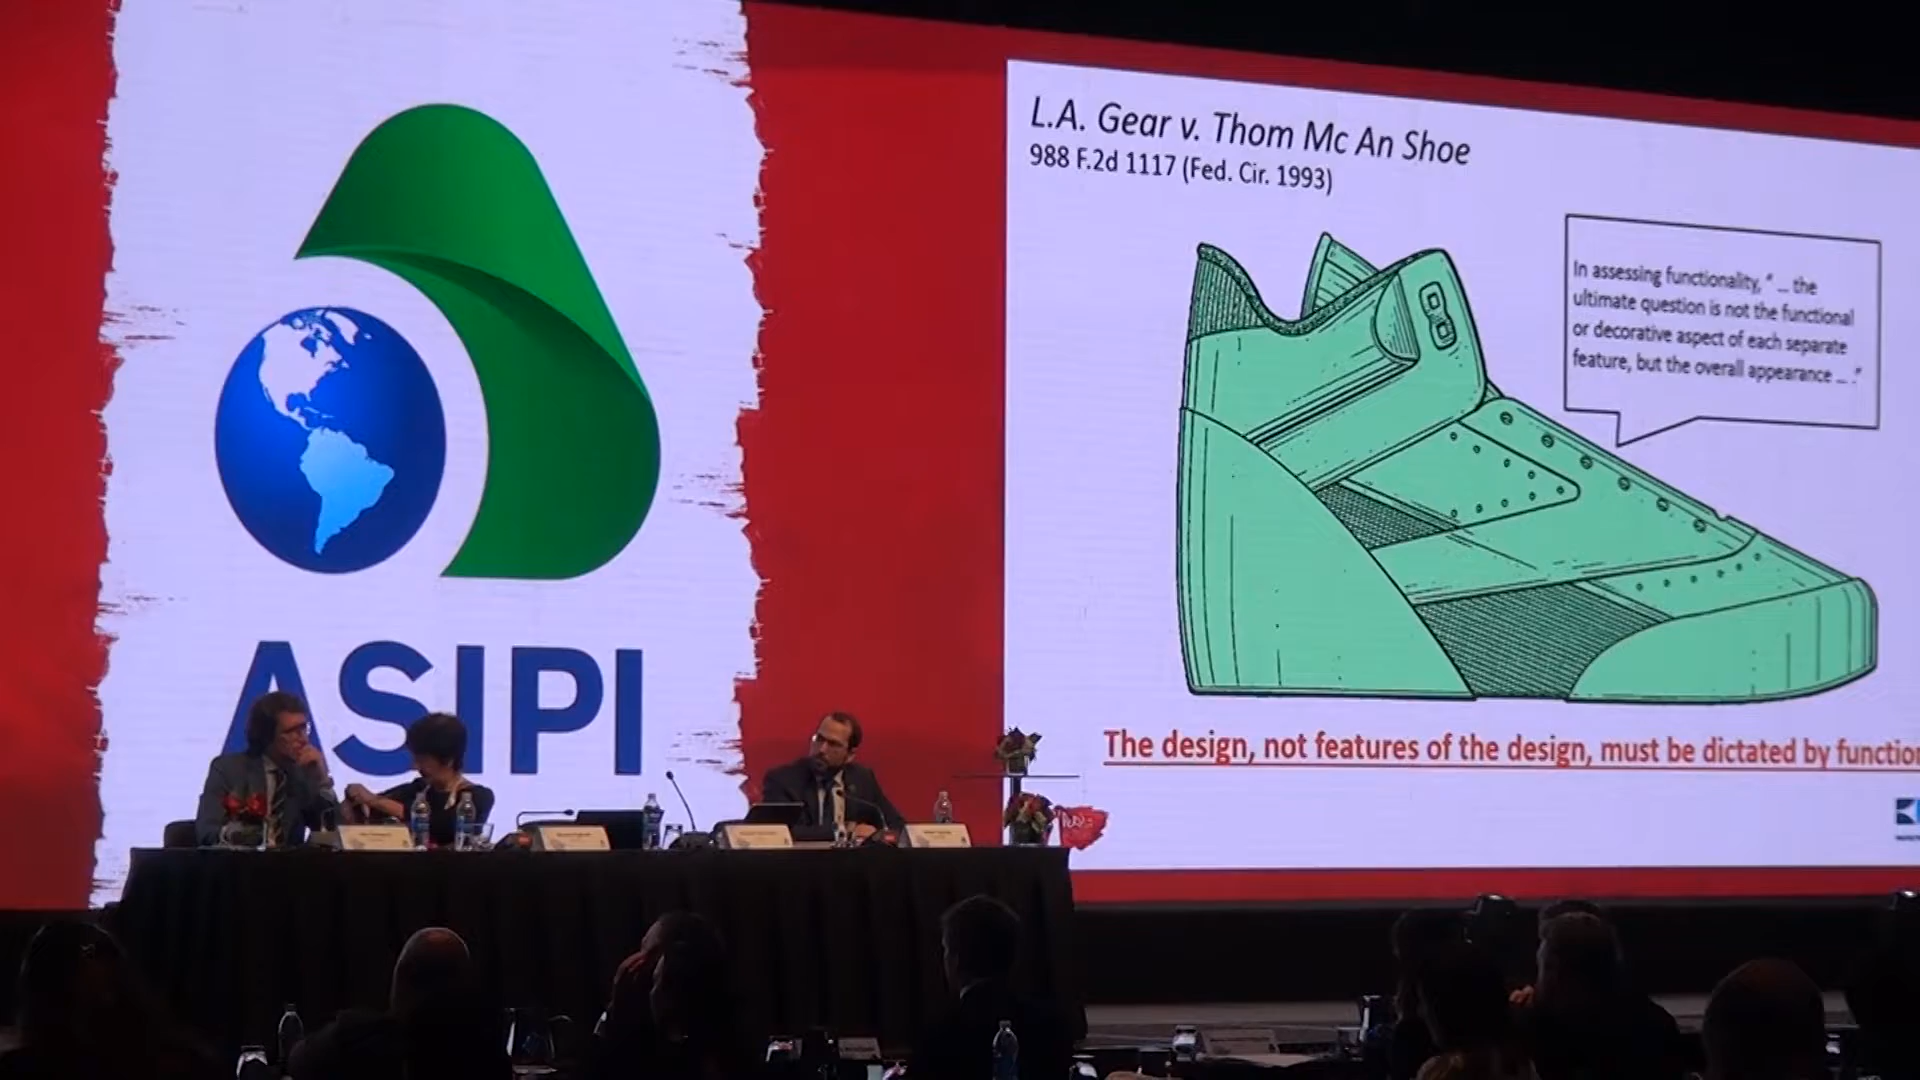 ASIPI
L.A. Gear v. Thom Mc An Shoe
988 F.2d 1117 (Fed. Cir. 1993)
In assessing functionality, “ ... the
ultimate question is not the functional
or decorative aspect of each separate
feature, but the overall appearance ... .”
The design, not features of the design, must be dictated by function